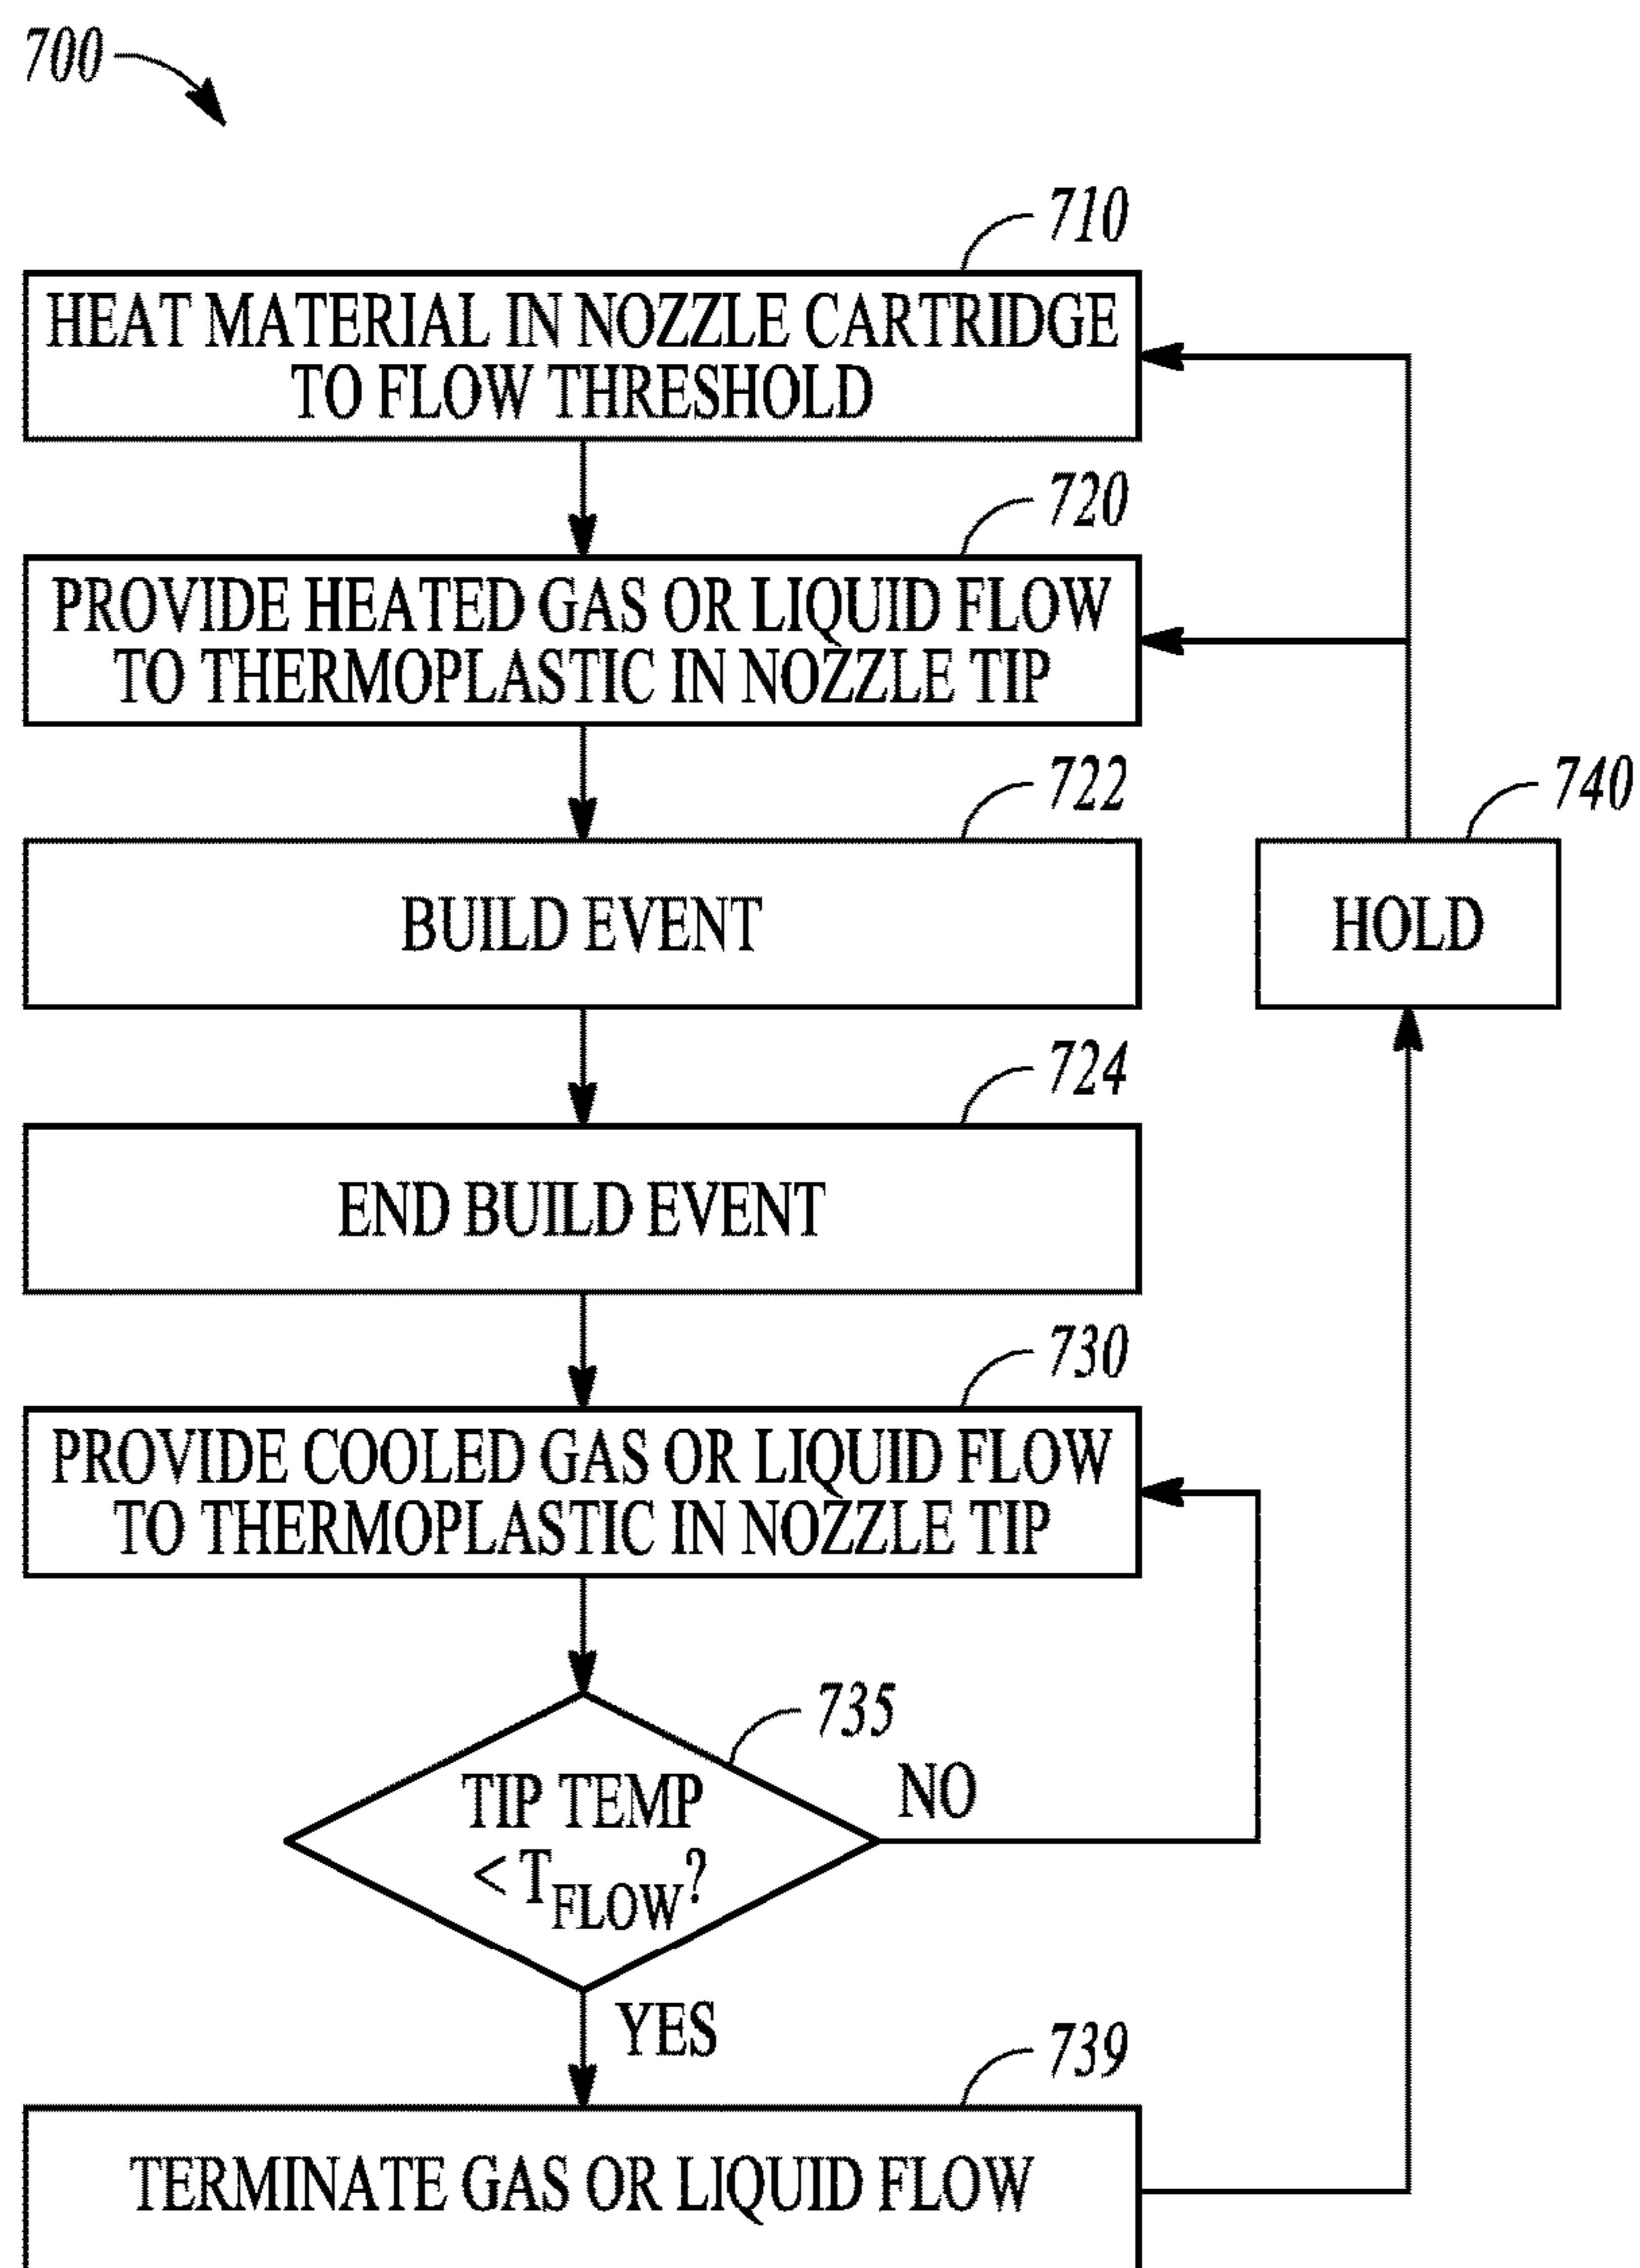 700
710
HEAT MATERIAL IN NOZZLE CARTRIDGE
TO FLOW THRESHOLD
720
PROVIDE HEATED GAS OR LIQUID FLOW
TO THERMOPLASTIC IN NOZZLE TIP
722
BUILD EVENT
740
HOLD
724
END BUILD EVENT
730
PROVIDE COOLED GAS OR LIQUID FLOW
TO THERMOPLASTIC IN NOZZLE TIP
735
TIP TEMP
< TFLOW?
NO
YES
739
TERMINATE GAS OR LIQUID FLOW